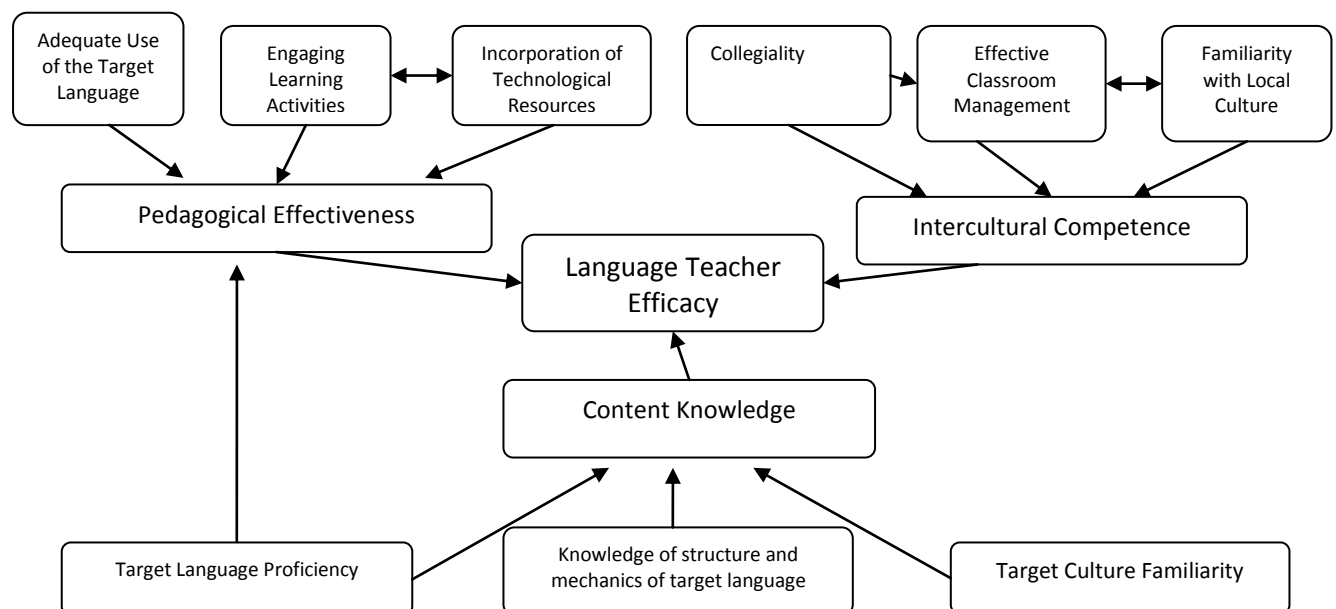 Adequate Use
of the Target
Language
Engaging
Learning
Activities
Incorporation of
Technological
Resources
Collegiality
Effective
Classroom
Management
Familiarity
with Local
Culture
Pedagogical Effectiveness
Intercultural Competence
Language Teacher
Efficacy
Content Knowledge
Target Language Proficiency
Knowledge of structure and
mechanics of target language
Target Culture Familiarity